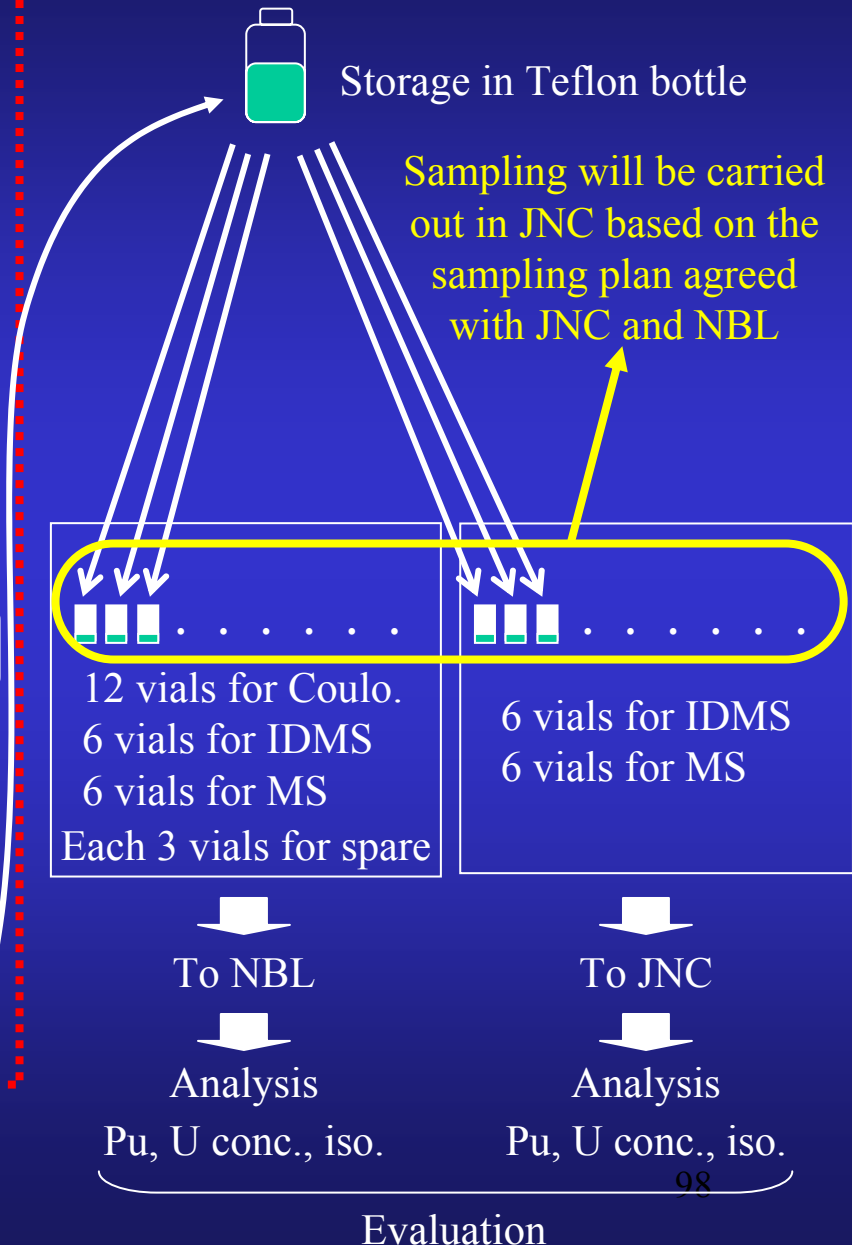 Storage in Teflon bottle
Sampling will be carried
out in JNC based on the
sampling plan agreed
with JNC and NBL
12 vials for Coulo.
6 vials for IDMS
6 vials for MS
Each 3 vials for spare
6 vials for IDMS
6 vials for MS
To NBL
To JNC
Analysis
Pu, U conc., iso.
Analysis
Pu, U conc., iso.
98
Evaluation